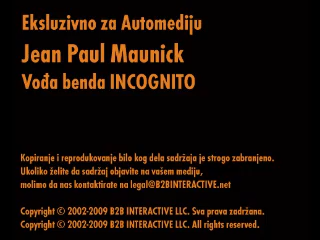 Eksluzivno za Automediju
Jean Paul Maunick
Vođa benda INCOGNITO
Kopiranje i reprodukovanje bilo kog dela sadržaja je strogo zabranjeno.
Ukoliko želite da sadržaj objavite na vašem mediju,
molimo da nas kontaktirate na legal@B2BINTERACTIVE.net
Copyright © 2002-2009 B2B INTERACTIVE LLC. Sva prava zadržana.
Copyright © 2002-2009 B2B INTERACTIVE LLC. All rights reserved.